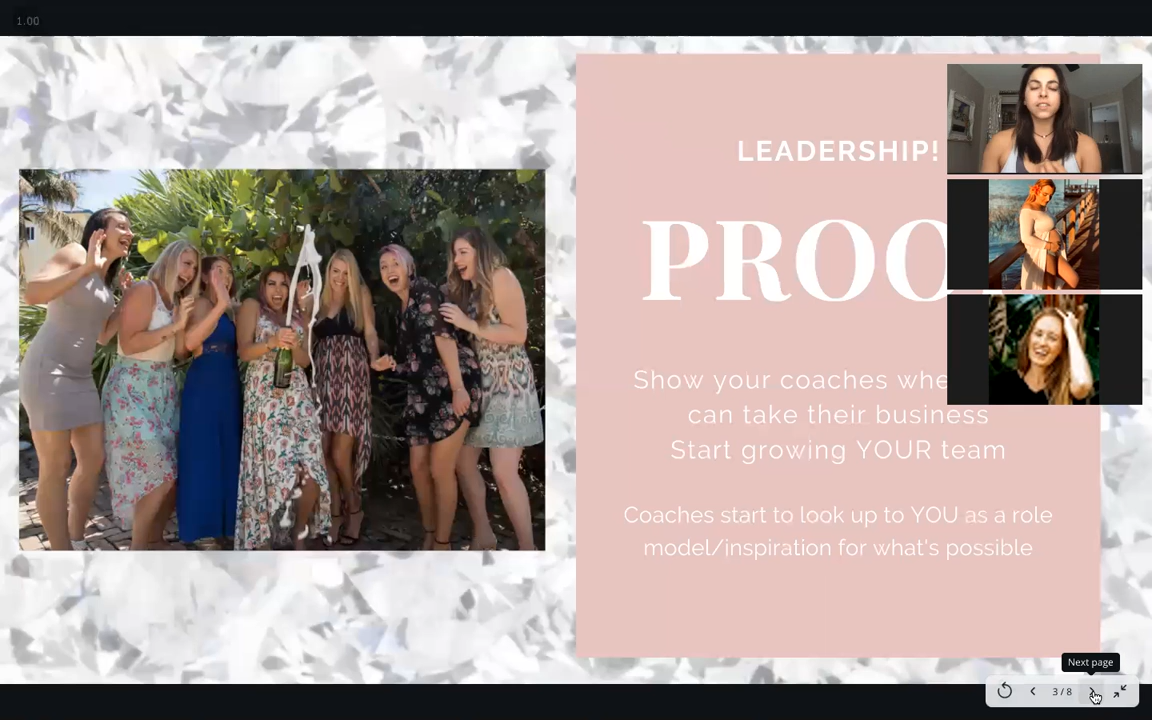 1.00
LEADERSHIP!
PROO
Show your coaches whe
can take their business
Start growing YOUR team
Coaches start to look up to YOU as a role
model/inspiration for what's possible
Next page
3 / 8